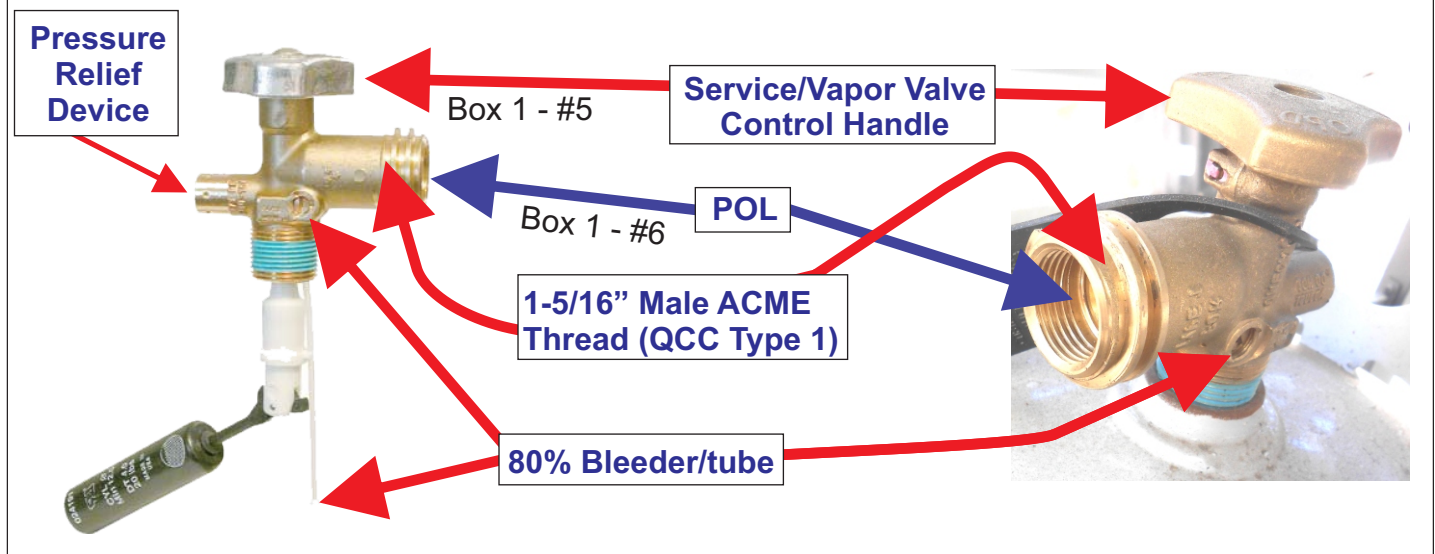 Pressure
Relief
Device
Box 1 - #5
Service/Vapor Valve
Control Handle
POL
Box 1 - #6
1-5/16” Male ACME
Thread (QCC Type 1)
80% Bleeder/tube